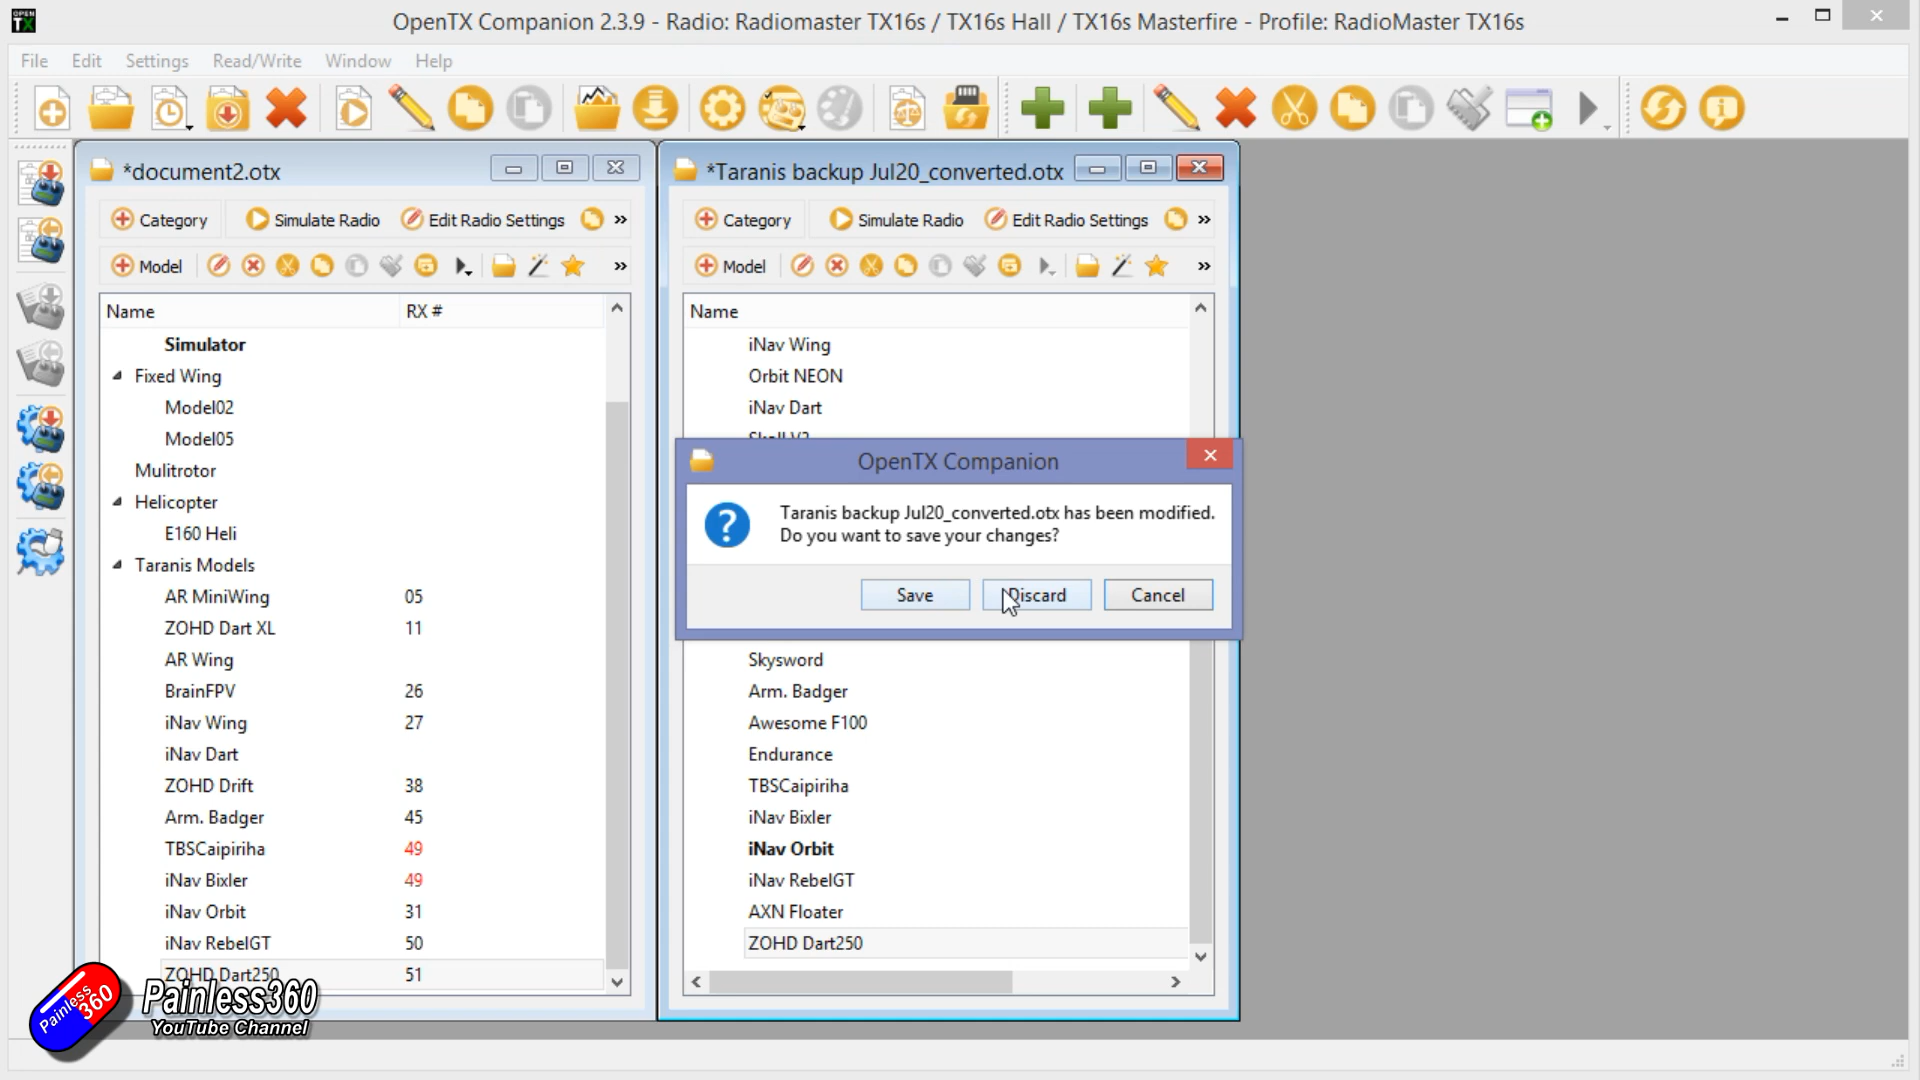 OPEN
TX
OpenTX Companion 2.3.9 - Radio: Radiomaster TX16s / TX16s Hall / TX16s Masterfire - Profile: RadioMaster TX16s
File Edit Settings Read/Write Window Help
*document2.otx
Category Simulate Radio Edit Radio Settings »
Model »
Name RX #
Simulator
Fixed Wing
Model02
Model05
Mulitrotor
Helicopter
E160 Heli
Taranis Models
AR MiniWing 05
ZOHD Dart XL 11
AR Wing
BrainFPV 26
iNav Wing 27
iNav Dart
ZOHD Drift 38
Arm. Badger 45
TBSCaipiriha 49
iNav Bixler 49
iNav Orbit 31
iNav RebelGT 50
ZOHD Dart250 51
*Taranis backup Jul20_converted.otx
Category Simulate Radio Edit Radio Settings »
Model »
Name
iNav Wing
Orbit NEON
iNav Dart
Skull V2
OpenTX Companion
Taranis backup Jul20_converted.otx has been modified.
Do you want to save your changes?
Save Discard Cancel
Skysword
Arm. Badger
Awesome F100
Endurance
TBSCaipiriha
iNav Bixler
iNav Orbit
iNav RebelGT
AXN Floater
ZOHD Dart250
Painless
360
Painless360
YouTube Channel